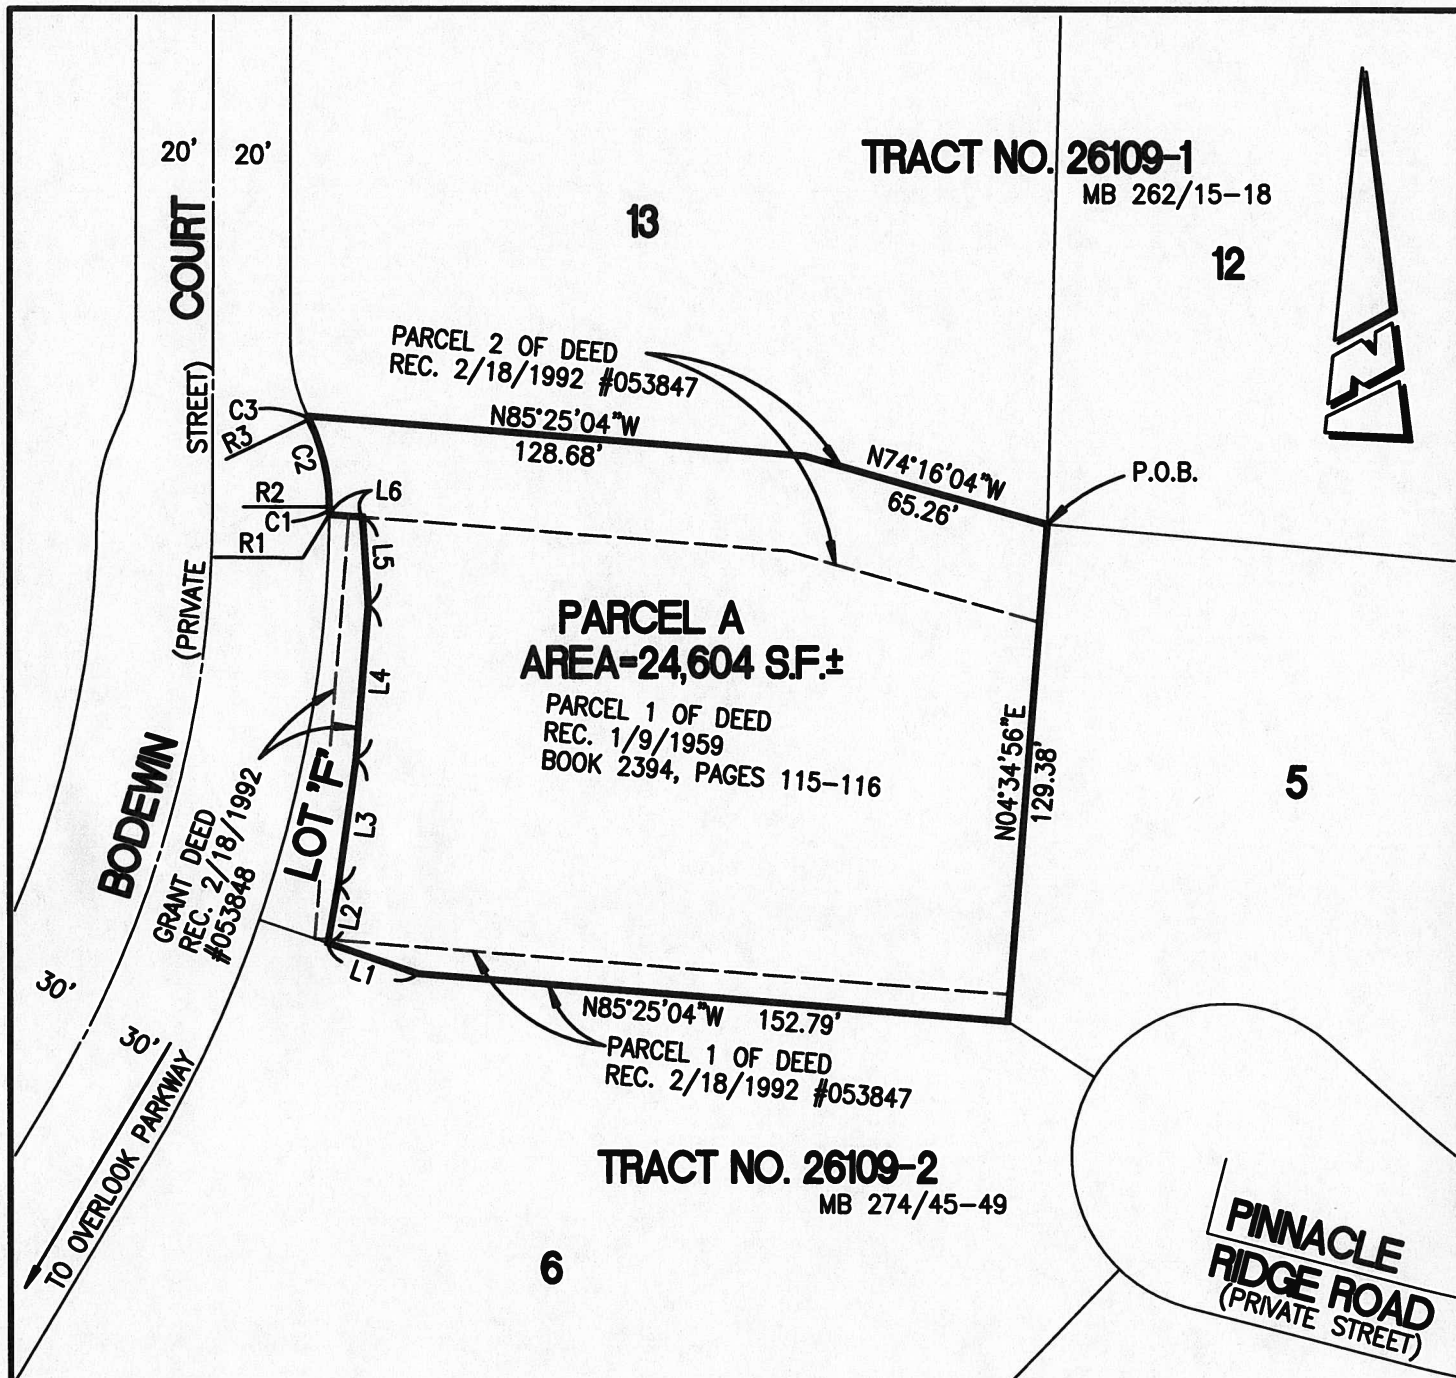 20' 20'
TRACT NO. 26109-1
MB 262/15-18
13
12
COURT
PARCEL 2 OF DEED
REC. 2/18/1992 #053847
N85°25'04"W
128.68'
N74°16'04"W
65.26'
P.O.B.
C3
R3
C2
STREET)
R2
L6
C1
R1
L5
(PRIVATE
PARCEL A
AREA=24,604 S.F.±
PARCEL 1 OF DEED
REC. 1/9/1959
BOOK 2394, PAGES 115-116
L4
N04°34'56"E
129.38'
5
BODEWIN
LOT 'F'
L3
GRANT DEED
REC. 2/18/1992
#053848
L2
L1
30'
30'
N85°25'04"W 152.79'
PARCEL 1 OF DEED
REC. 2/18/1992 #053847
TO OVERLOOK PARKWAY
TRACT NO. 26109-2
MB 274/45-49
6
PINNACLE
RIDGE ROAD
(PRIVATE STREET)
N